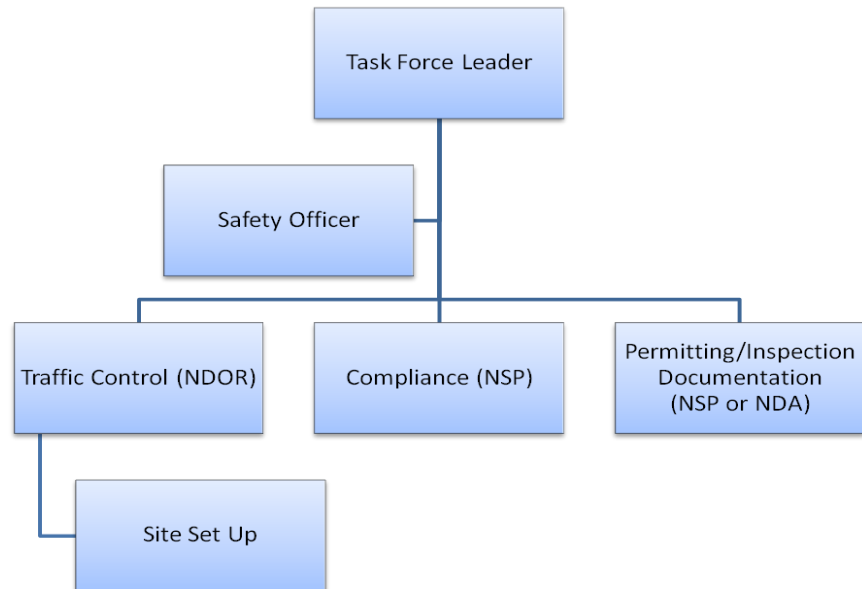 Task Force Leader
Safety Officer
Traffic Control (NDOR)
Compliance (NSP)
Permitting/Inspection
Documentation
(NSP or NDA)
Site Set Up